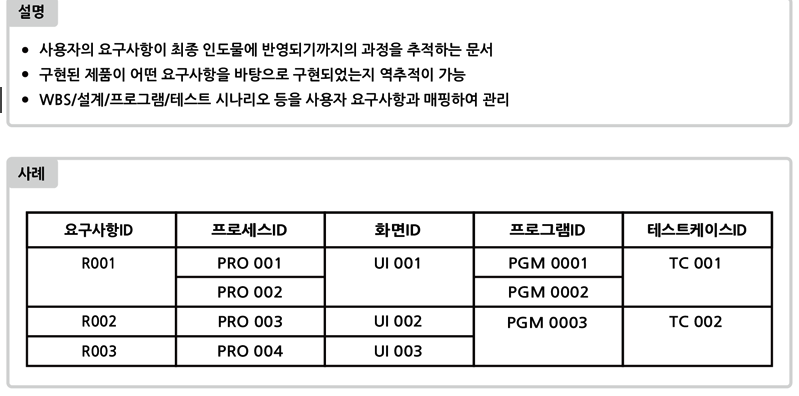 설명
• 사용자의 요구사항이 최종 인도물에 반영되기까지의 과정을 추적하는 문서
• 구현된 제품이 어떤 요구사항을 바탕으로 구현되었는지 역추적이 가능
• WBS/설계/프로그램/테스트 시나리오 등을 사용자 요구사항과 매핑하여 관리
사례
요구사항ID 프로세스ID 화면ID 프로그램ID 테스트케이스ID
R001 PRO 001 UI 001 PGM 0001 TC 001
PRO 002 PGM 0002
R002 PRO 003 UI 002 PGM 0003 TC 002
R003 PRO 004 UI 003